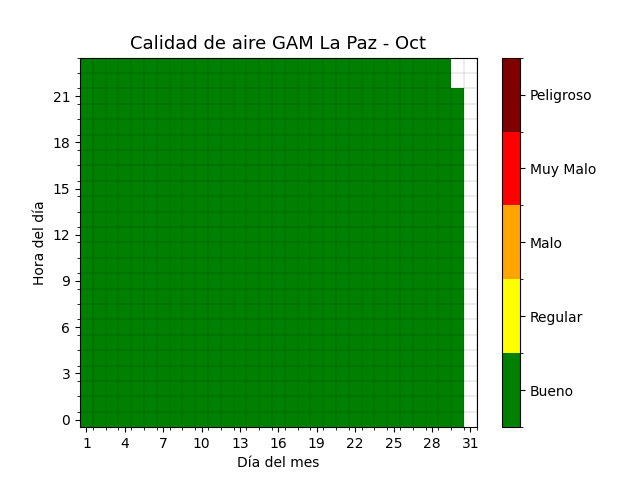 Calidad de aire GAM La Paz - Oct
Hora del día
21
18
15
12
9
6
3
0
1 4 7 10 13 16 19 22 25 28 31
Día del mes
Peligroso
Muy Malo
Malo
Regular
Bueno